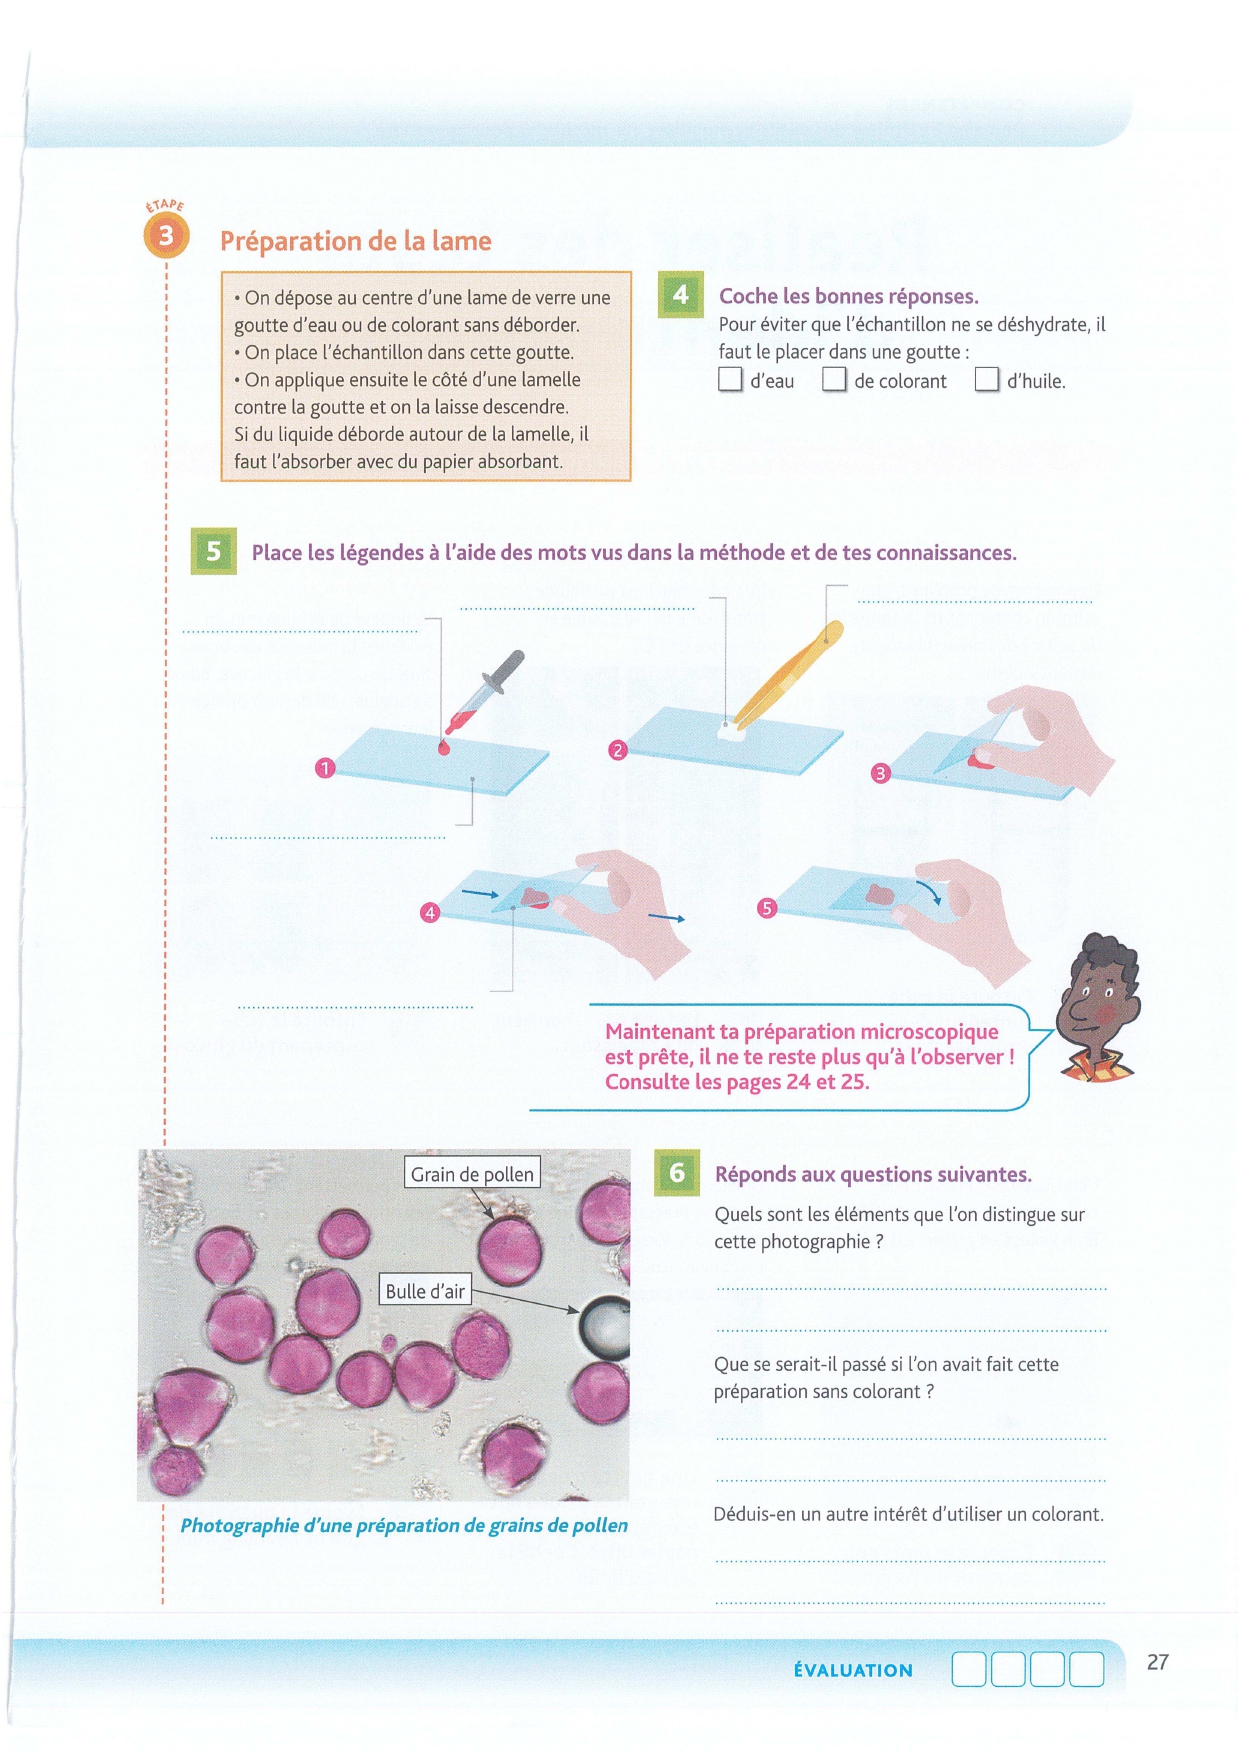 ÉTAPE
3
Préparation de la lame
• On dépose au centre d'une lame de verre une
goutte d'eau ou de colorant sans déborder.
• On place l'échantillon dans cette goutte.
• On applique ensuite le côté d'une lamelle
contre la goutte et on la laisse descendre.
Si du liquide déborde autour de la lamelle, il
faut l'absorber avec du papier absorbant.
4
Coche les bonnes réponses.
Pour éviter que l'échantillon ne se déshydrate, il
faut le placer dans une goutte :
d'eau de colorant d'huile.
5
Place les légendes à l'aide des mots vus dans la méthode et de tes connaissances.
1
2
3
4
5
Maintenant ta préparation microscopique
est prête, il ne te reste plus qu'à l'observer !
Consulte les pages 24 et 25.
Grain de pollen
Bulle d'air
Photographie d'une préparation de grains de pollen
6
Réponds aux questions suivantes.
Quels sont les éléments que l'on distingue sur
cette photographie ?
Que se serait-il passé si l'on avait fait cette
préparation sans colorant ?
Déduis-en un autre intérêt d'utiliser un colorant.
ÉVALUATION
27